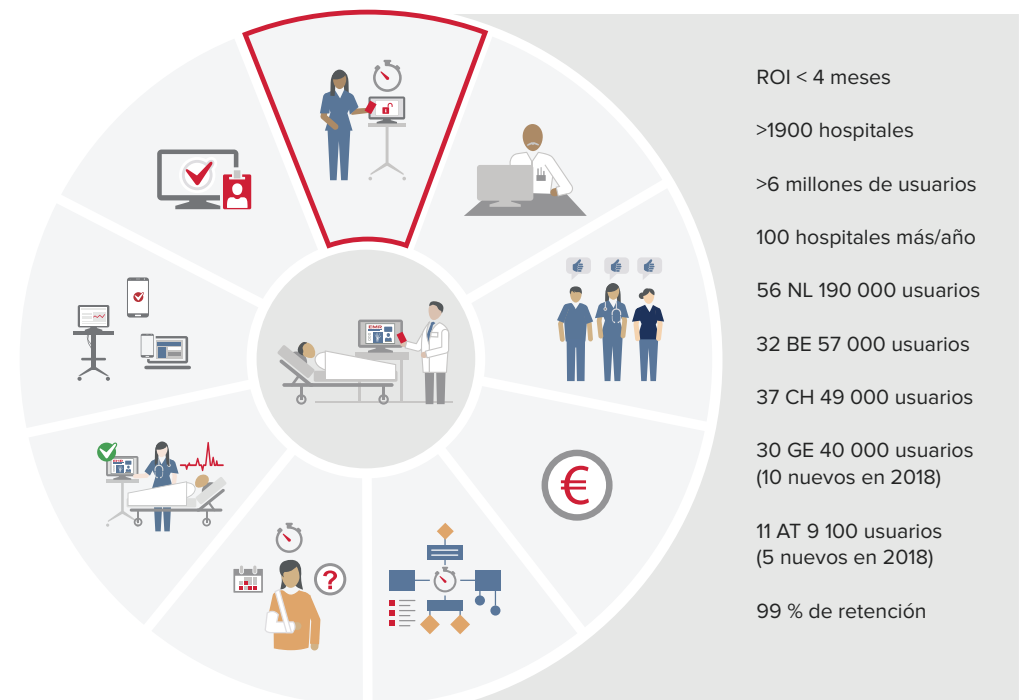 ROI < 4 meses
>1900 hospitales
>6 millones de usuarios
100 hospitales más/año
56 NL 190 000 usuarios
32 BE 57 000 usuarios
37 CH 49 000 usuarios
30 GE 40 000 usuarios
(10 nuevos en 2018)
11 AT 9 100 usuarios
(5 nuevos en 2018)
99 % de retención
EMD
€
?